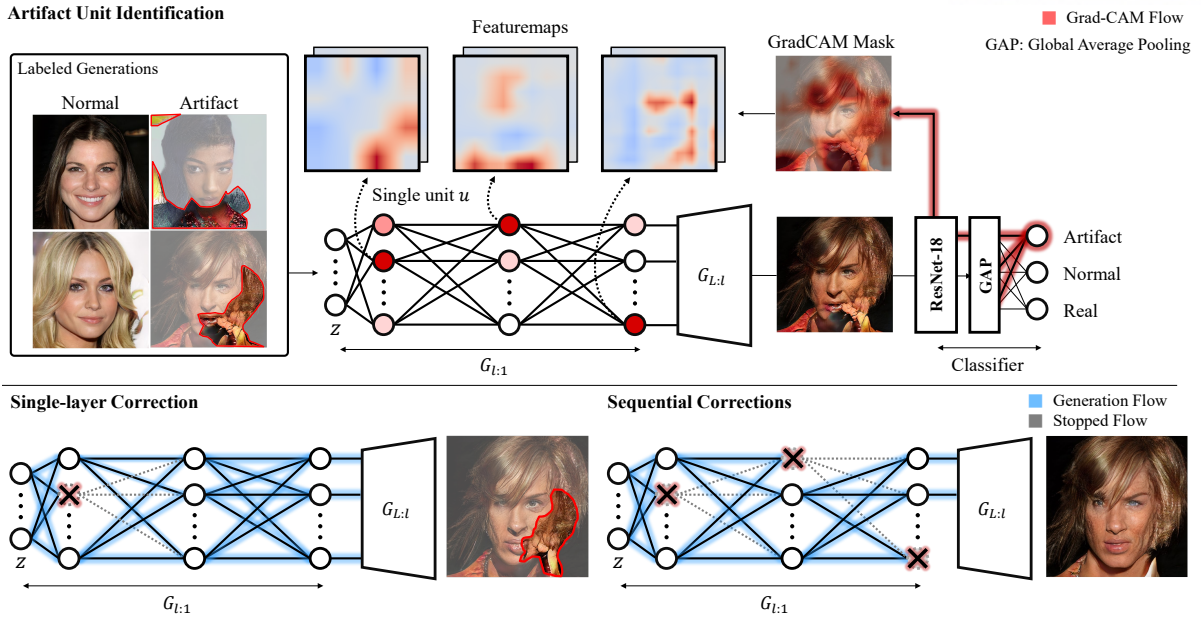 Artifact Unit Identification
Grad-CAM Flow
GAP: Global Average Pooling
Labeled Generations
Normal
Artifact
Featuremaps
GradCAM Mask
Single unit u
z
G_{l:1}
G_{L:l}
ResNet-18
GAP
Artifact
Normal
Real
Classifier
Single-layer Correction
z
G_{l:1}
G_{L:l}
Sequential Corrections
Generation Flow
Stopped Flow
z
G_{l:1}
G_{L:l}